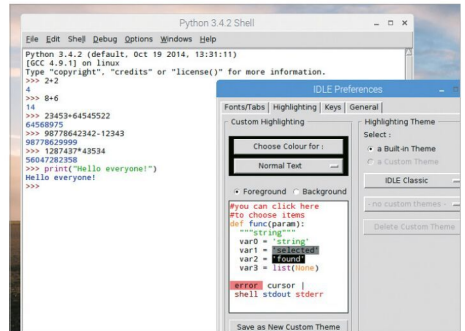 Python 3.4.2 Shell
File Edit Shell Debug Options Windows Help
Python 3.4.2 (default, Oct 19 2014, 13:31:11)
[GCC 4.9.1] on linux
Type "copyright", "credits" or "license()" for more information.
>>> 2+2
4
>>> 8+6
14
>>> 23453+64545522
64568975
>>> 98778642342-12343
98778629999
>>> 1287437*43534
56047282358
>>> print("Hello everyone!")
Hello everyone!
>>>
IDLE Preferences
Fonts/Tabs Highlighting Keys General
Custom Highlighting
Choose Colour for :
Normal Text
Foreground Background
#you can click here
#to choose items
def func(param):
"""string"""
var0 = 'string'
var1 = 'selected'
var2 = 'found'
var3 = list(None)
error cursor |
shell stdout stderr
Save as New Custom Theme
Highlighting Theme
Select :
a Built-in Theme
a Custom Theme
IDLE Classic
- no custom themes -
Delete Custom Theme